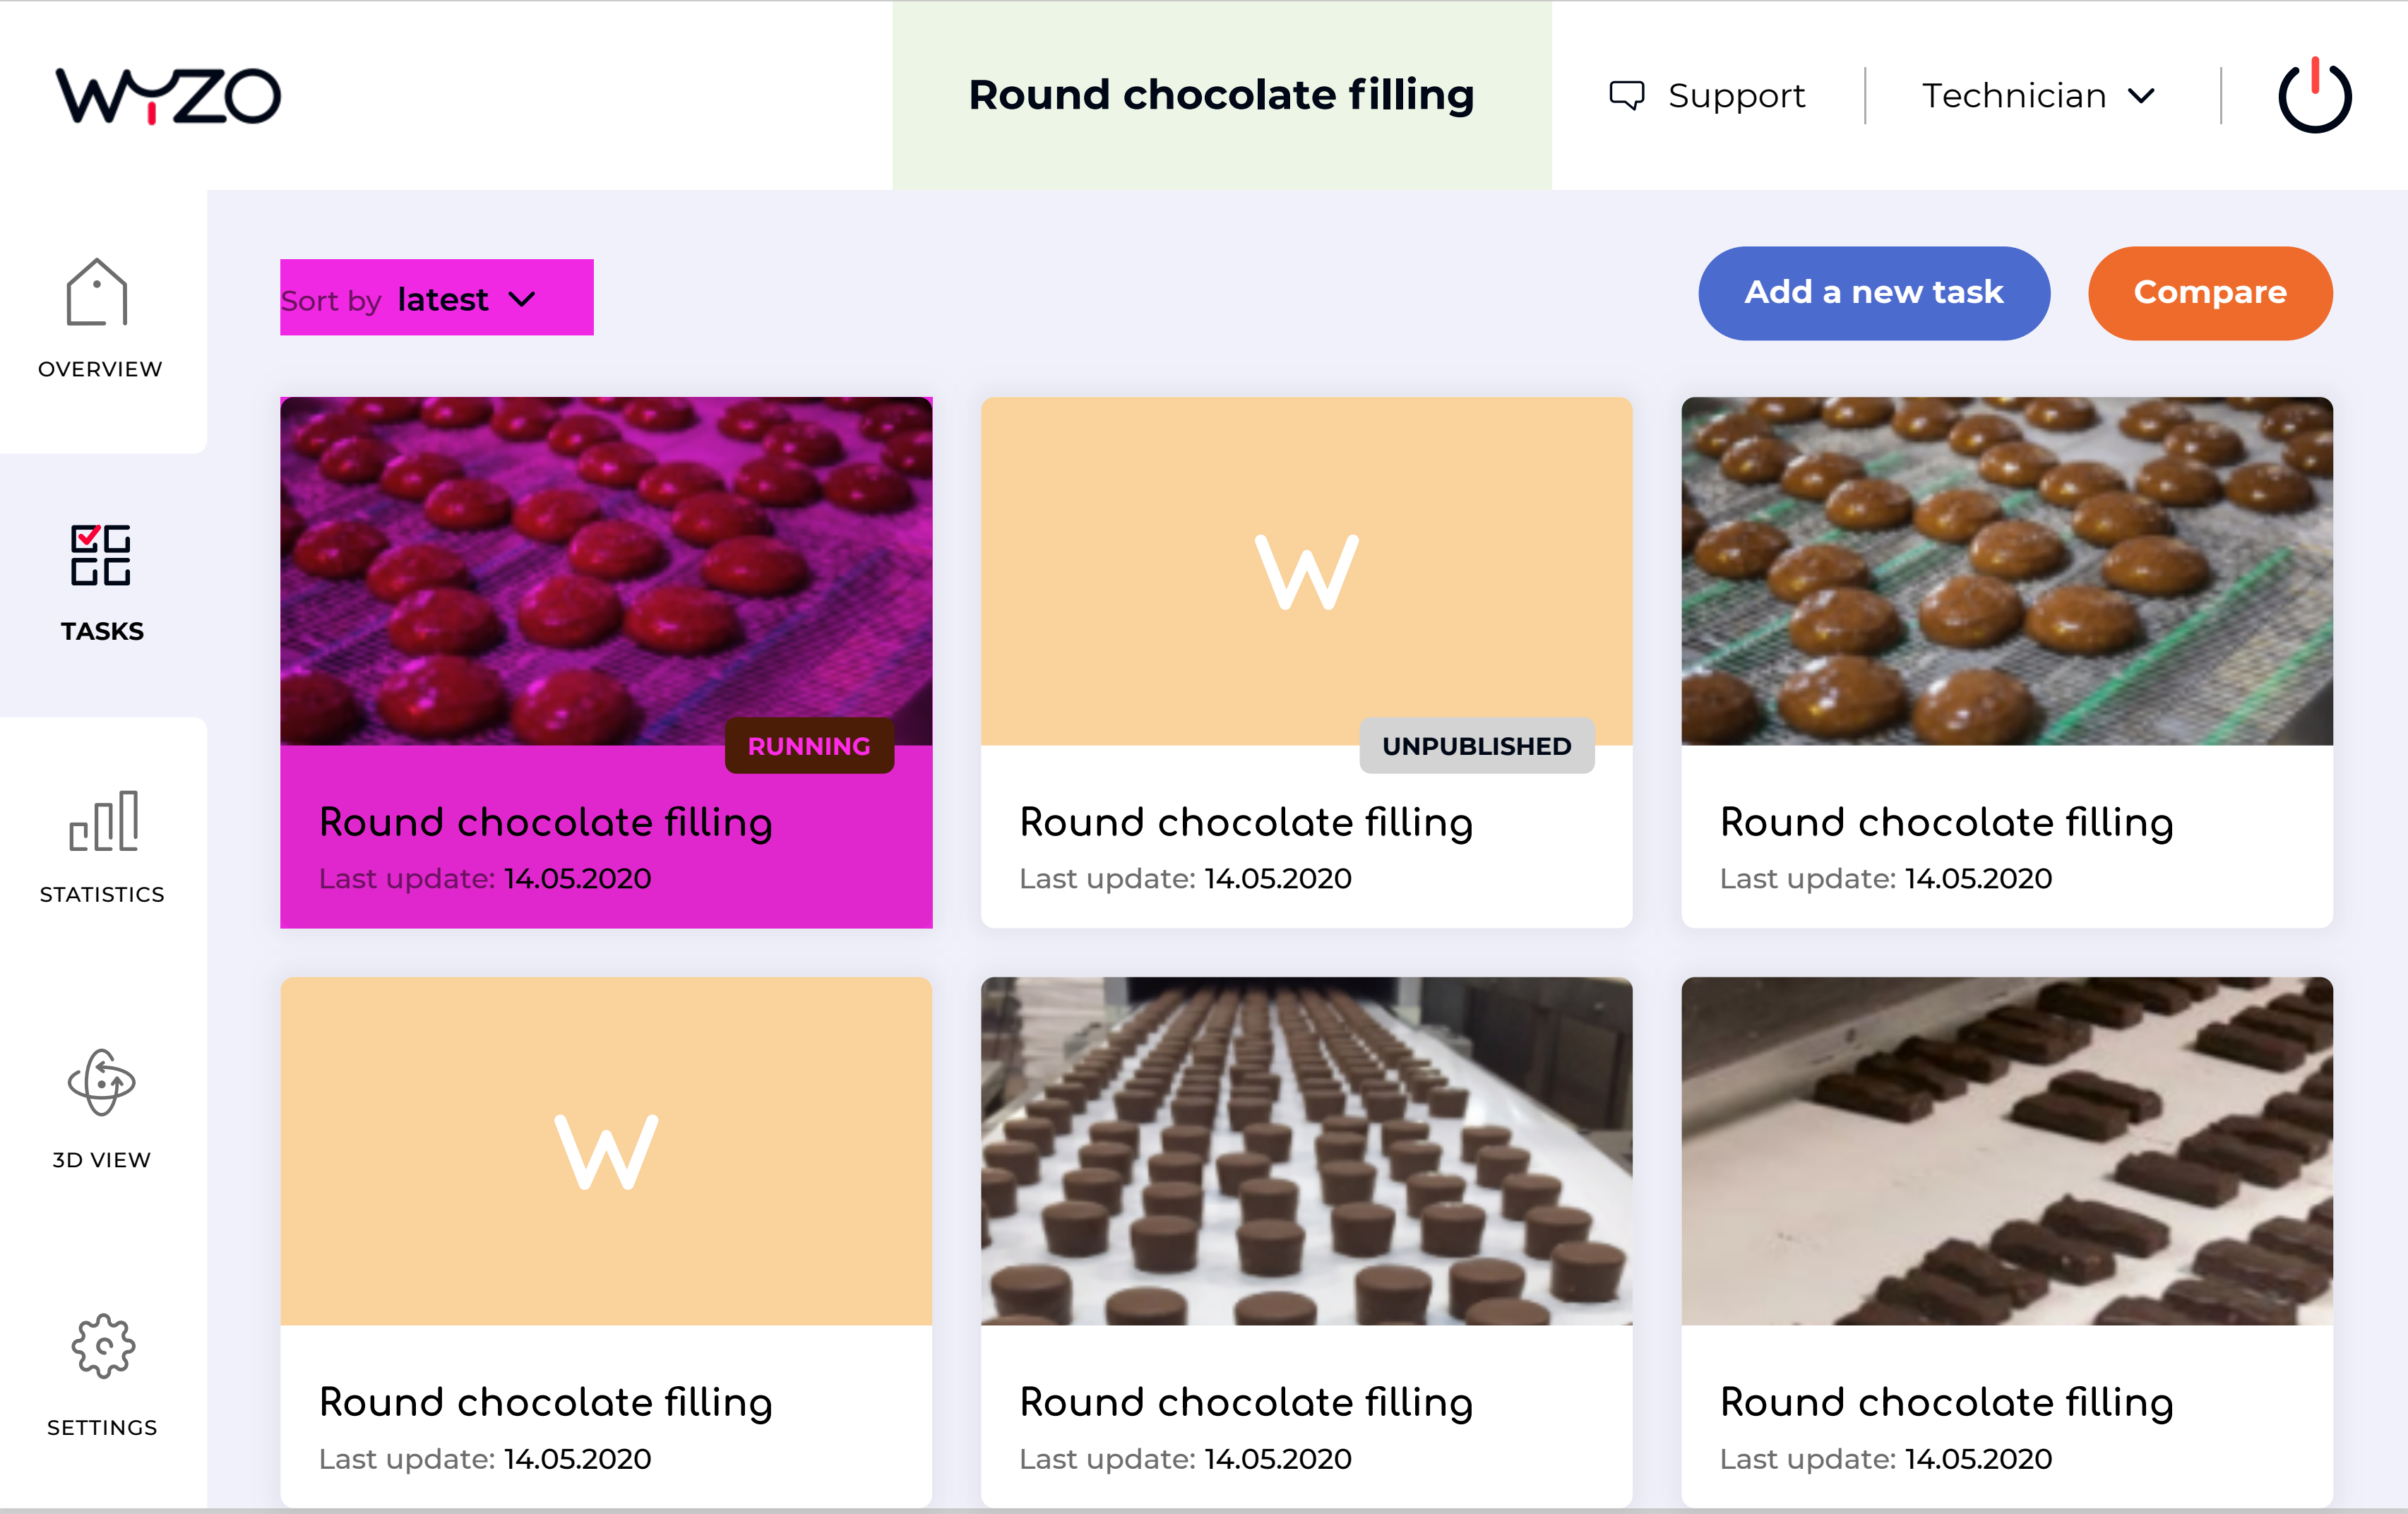 WYZO
Round chocolate filling
Support
Technician
OVERVIEW
TASKS
STATISTICS
3D VIEW
SETTINGS
Sort by latest
Add a new task
Compare
RUNNING
Round chocolate filling
Last update: 14.05.2020
W
UNPUBLISHED
Round chocolate filling
Last update: 14.05.2020
Round chocolate filling
Last update: 14.05.2020
W
Round chocolate filling
Last update: 14.05.2020
Round chocolate filling
Last update: 14.05.2020
Round chocolate filling
Last update: 14.05.2020